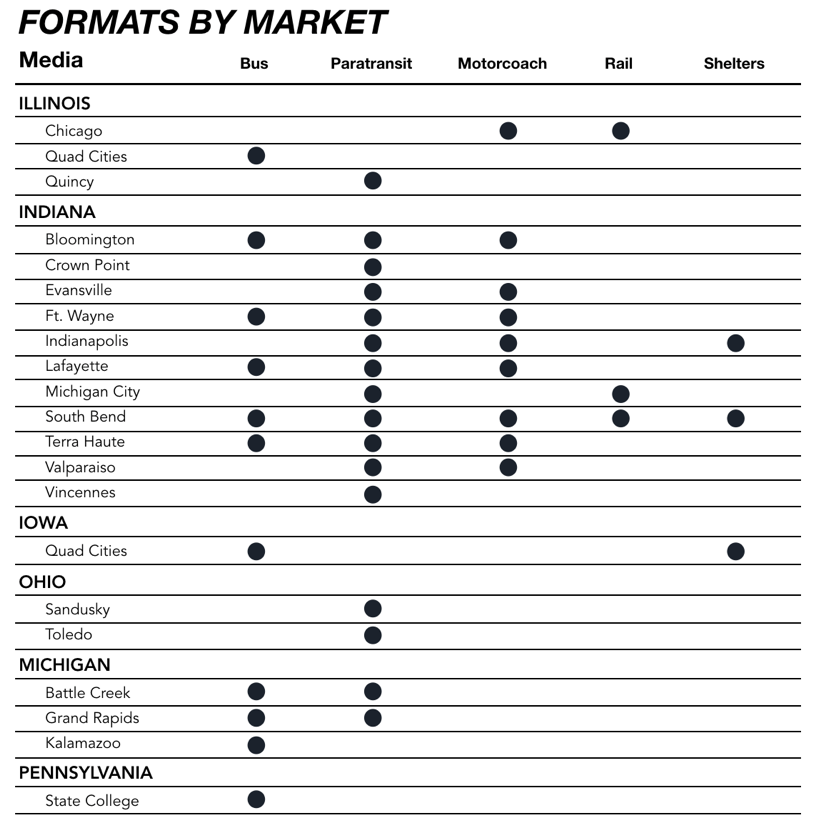 FORMATS BY MARKET
Media Bus Paratransit Motorcoach Rail Shelters
ILLINOIS
Chicago
Quad Cities
Quincy
INDIANA
Bloomington
Crown Point
Evansville
Ft. Wayne
Indianapolis
Lafayette
Michigan City
South Bend
Terra Haute
Valparaiso
Vincennes
IOWA
Quad Cities
OHIO
Sandusky
Toledo
MICHIGAN
Battle Creek
Grand Rapids
Kalamazoo
PENNSYLVANIA
State College